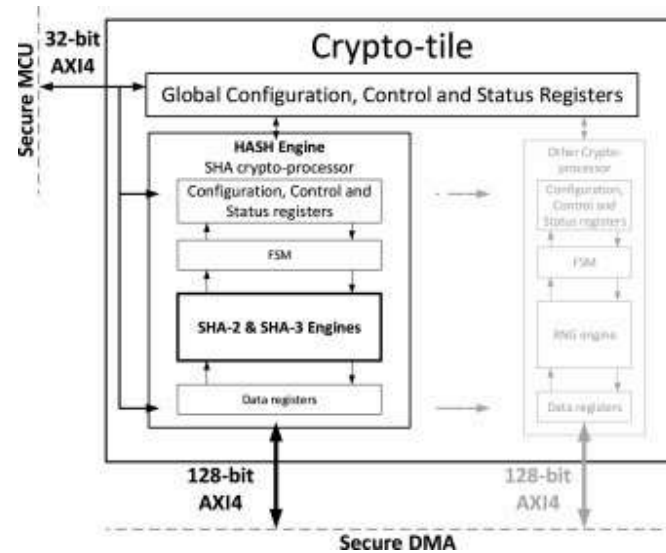 32-bit
AXI4
Secure MCU
Crypto-tile
Global Configuration, Control and Status Registers
HASH Engine
SHA crypto-processor
Configuration, Control and
Status registers
FSM
SHA-2 & SHA-3 Engines
Data registers
Other Crypto-
processor
Configuration,
Control and
Status registers
FSM
RNG engine
Data registers
128-bit
AXI4
128-bit
AXI4
Secure DMA